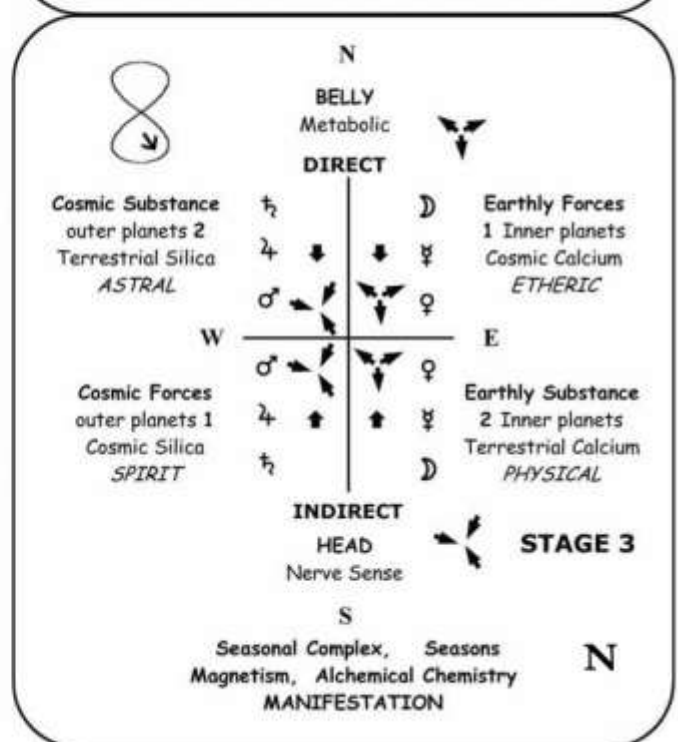 N
BELLY
Metabolic
DIRECT
Cosmic Substance
outer planets 2
Terrestrial Silica
ASTRAL
♄
♃
♂
☽
☿
♀
Earthly Forces
1 Inner planets
Cosmic Calcium
ETHERIC
W
E
Cosmic Forces
outer planets 1
Cosmic Silica
SPIRIT
♂
♃
♄
♀
☿
☽
Earthly Substance
2 Inner planets
Terrestrial Calcium
PHYSICAL
INDIRECT
HEAD
Nerve Sense
STAGE 3
S
Seasonal Complex, Seasons
Magnetism, Alchemical Chemistry
MANIFESTATION
N